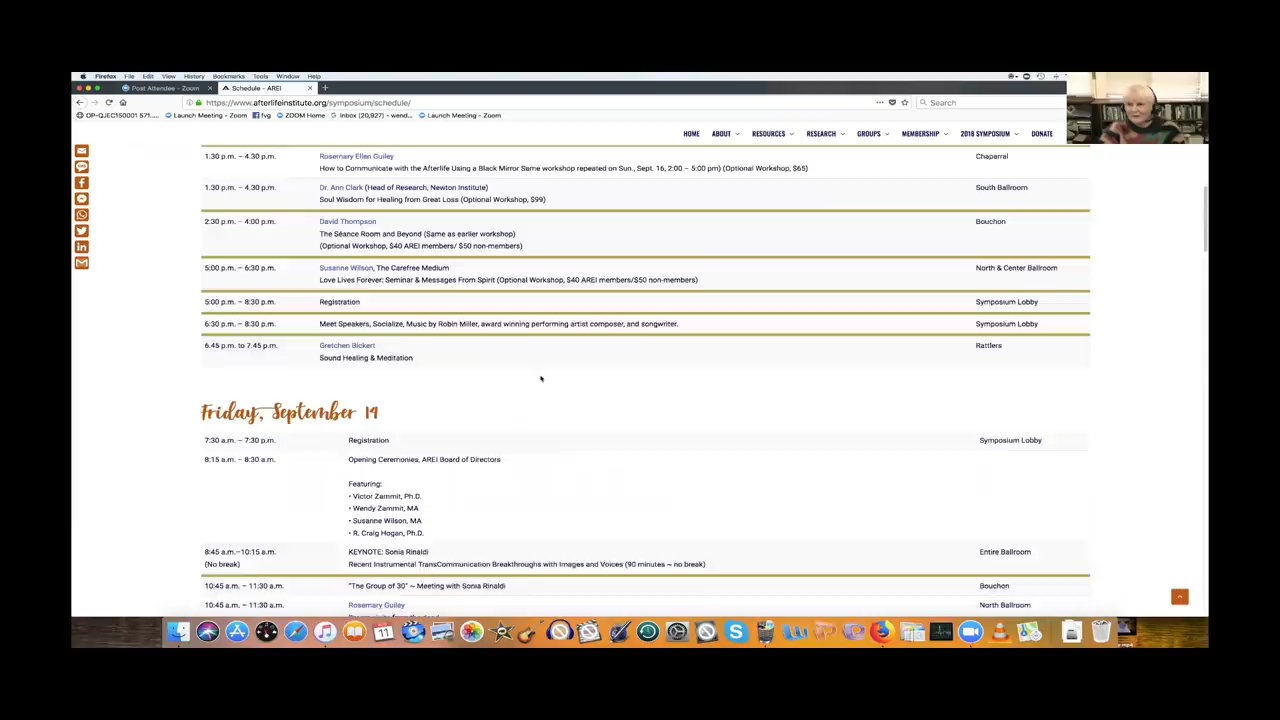 Firefox File Edit View History Bookmarks Tools Window Help
Post Attendee - Zoom
Schedule - AREI
https://www.afterlifeinstitute.org/symposium/schedule/
Search
OP-QJEC150001 571....
Launch Meeting - Zoom
fvg
ZOOM Home
Inbox (20,927) - wend...
Launch Meeting - Zoom
HOME ABOUT RESOURCES RESEARCH GROUPS MEMBERSHIP 2018 SYMPOSIUM DONATE
1.30 p.m. – 4.30 p.m. Rosemary Ellen Guiley Chaparral
How to Communicate with the Afterlife Using a Black Mirror Same workshop repeated on Sun., Sept. 16, 2:00 – 5:00 pm) (Optional Workshop, $65)
1.30 p.m. – 4.30 p.m. Dr. Ann Clark (Head of Research, Newton Institute) South Ballroom
Soul Wisdom for Healing from Great Loss (Optional Workshop, $99)
2:30 p.m. – 4:00 p.m. David Thompson Bouchon
The Séance Room and Beyond (Same as earlier workshop)
(Optional Workshop, $40 AREI members/ $50 non-members)
5:00 p.m. – 6:30 p.m. Susanne Wilson, The Carefree Medium North & Center Ballroom
Love Lives Forever: Seminar & Messages From Spirit (Optional Workshop, $40 AREI members/$50 non-members)
5:00 p.m. – 8:30 p.m. Registration Symposium Lobby
6:30 p.m. – 8:30 p.m. Meet Speakers, Socialize, Music by Robin Miller, award winning performing artist composer, and songwriter. Symposium Lobby
6.45 p.m. to 7.45 p.m. Gretchen Bickert Rattlers
Sound Healing & Meditation
Friday, September 14
7:30 a.m. – 7:30 p.m. Registration Symposium Lobby
8:15 a.m. – 8:30 a.m. Opening Ceremonies, AREI Board of Directors
Featuring:
• Victor Zammit, Ph.D.
• Wendy Zammit, MA
• Susanne Wilson, MA
• R. Craig Hogan, Ph.D.
8:45 a.m.–10:15 a.m. KEYNOTE: Sonia Rinaldi Entire Ballroom
(No break) Recent Instrumental TransCommunication Breakthroughs with Images and Voices (90 minutes ~ no break)
10:45 a.m. – 11:30 a.m. "The Group of 30" ~ Meeting with Sonia Rinaldi Bouchon
10:45 a.m. – 11:30 a.m. Rosemary Guiley North Ballroom